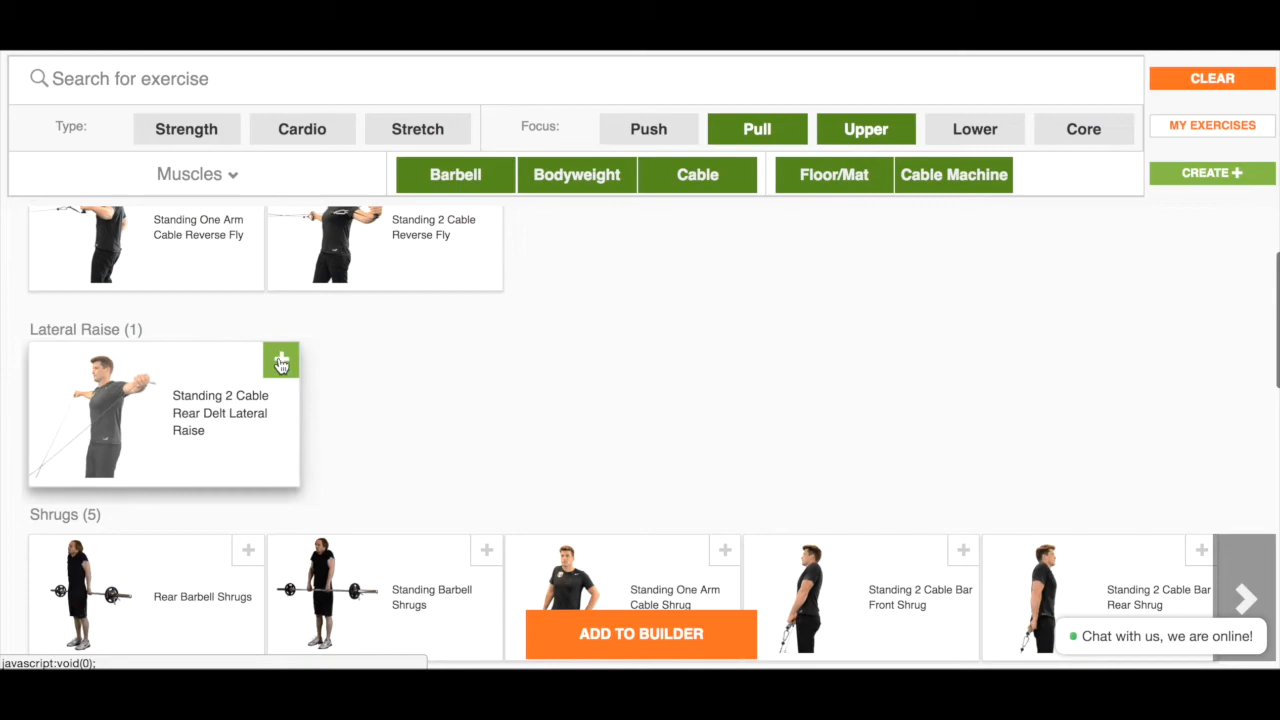 Search for exercise
CLEAR
Type:
Strength
Cardio
Stretch
Focus:
Push
Pull
Upper
Lower
Core
MY EXERCISES
Muscles
Barbell
Bodyweight
Cable
Floor/Mat
Cable Machine
CREATE +
Standing One Arm
Cable Reverse Fly
Standing 2 Cable
Reverse Fly
Lateral Raise (1)
Standing 2 Cable
Rear Delt Lateral
Raise
Shrugs (5)
Rear Barbell Shrugs
Standing Barbell
Shrugs
Standing One Arm
Cable Shrug
Standing 2 Cable Bar
Front Shrug
Standing 2 Cable Bar
Rear Shrug
ADD TO BUILDER
Chat with us, we are online!
javascript:void(0);